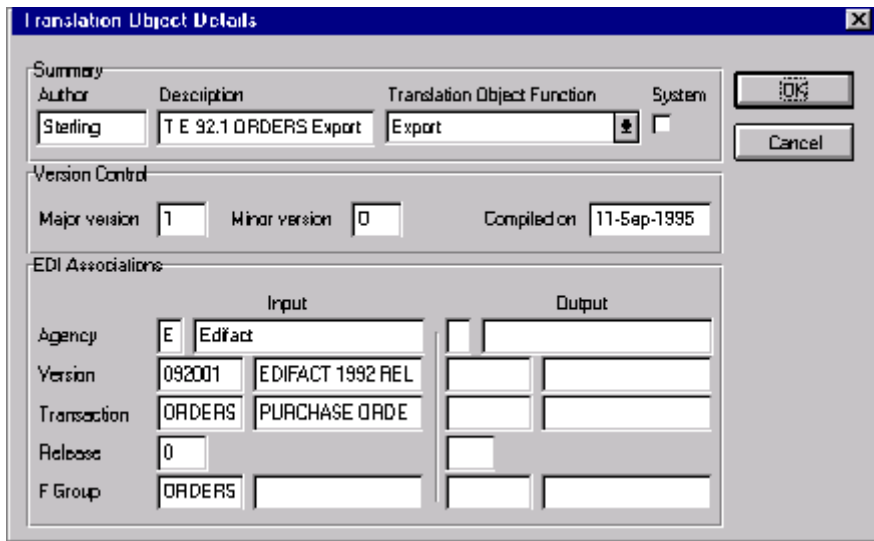 Translation Object Details
Summary
Author Description Translation Object Function System
Sterling T E 92.1 ORDERS Export Export
OK
Cancel
Version Control
Major version 1 Minor version 0 Compiled on 11-Sep-1995
EDI Associations
Input Output
Agency E Edifact
Version 092001 EDIFACT 1992 REL
Transaction ORDERS PURCHASE ORDE
Release 0
F Group ORDERS